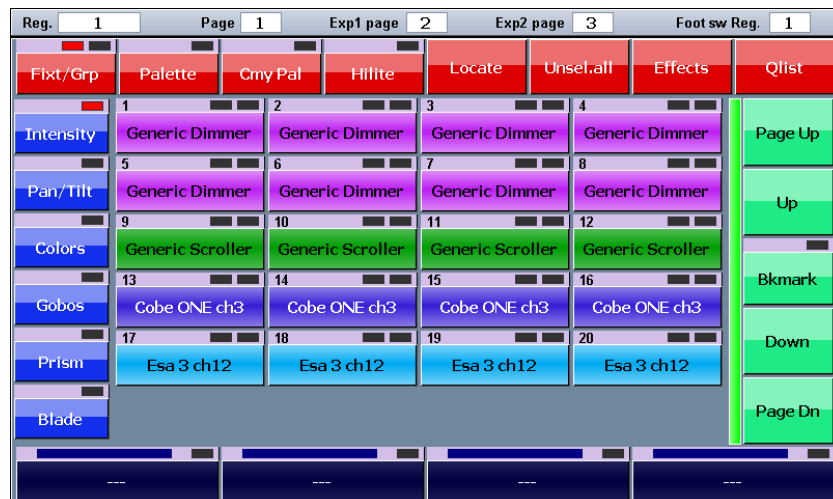 Reg. 1 Page 1 Exp1 page 2 Exp2 page 3 Foot sw Reg. 1
Fixt/Grp Palette Cmy Pal Hilite Locate Unsel.all Effects Qlist
1 2 3 4
Intensity Generic Dimmer Generic Dimmer Generic Dimmer Generic Dimmer Page Up
5 6 7 8
Pan/Tilt Generic Dimmer Generic Dimmer Generic Dimmer Generic Dimmer Up
9 10 11 12
Colors Generic Scroller Generic Scroller Generic Scroller Generic Scroller
13 14 15 16
Gobos Cobe ONE ch3 Cobe ONE ch3 Cobe ONE ch3 Cobe ONE ch3 Bkmark
17 18 19 20
Prism Esa 3 ch12 Esa 3 ch12 Esa 3 ch12 Esa 3 ch12 Down
Blade Page Dn
--- --- --- ---